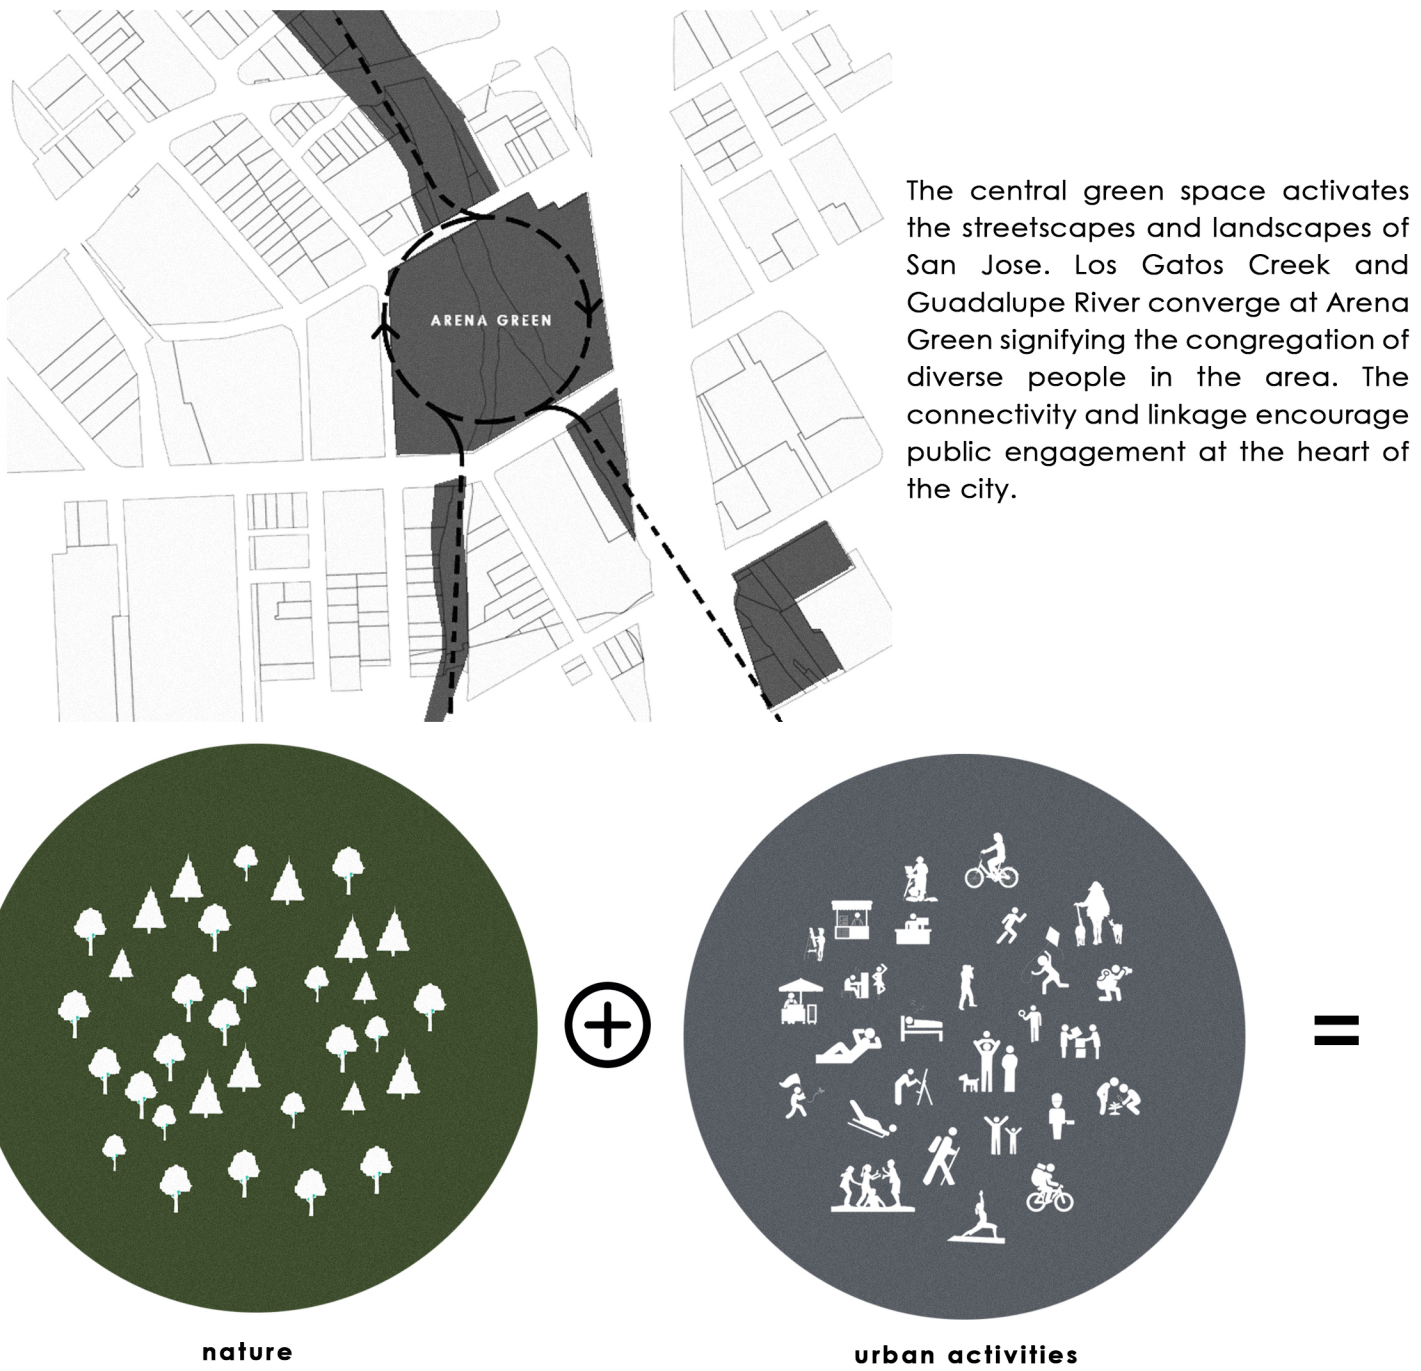 ARENA GREEN
The central green space activates
the streetscapes and landscapes of
San Jose. Los Gatos Creek and
Guadalupe River converge at Arena
Green signifying the congregation of
diverse people in the area. The
connectivity and linkage encourage
public engagement at the heart of
the city.
+
=
nature
urban activities